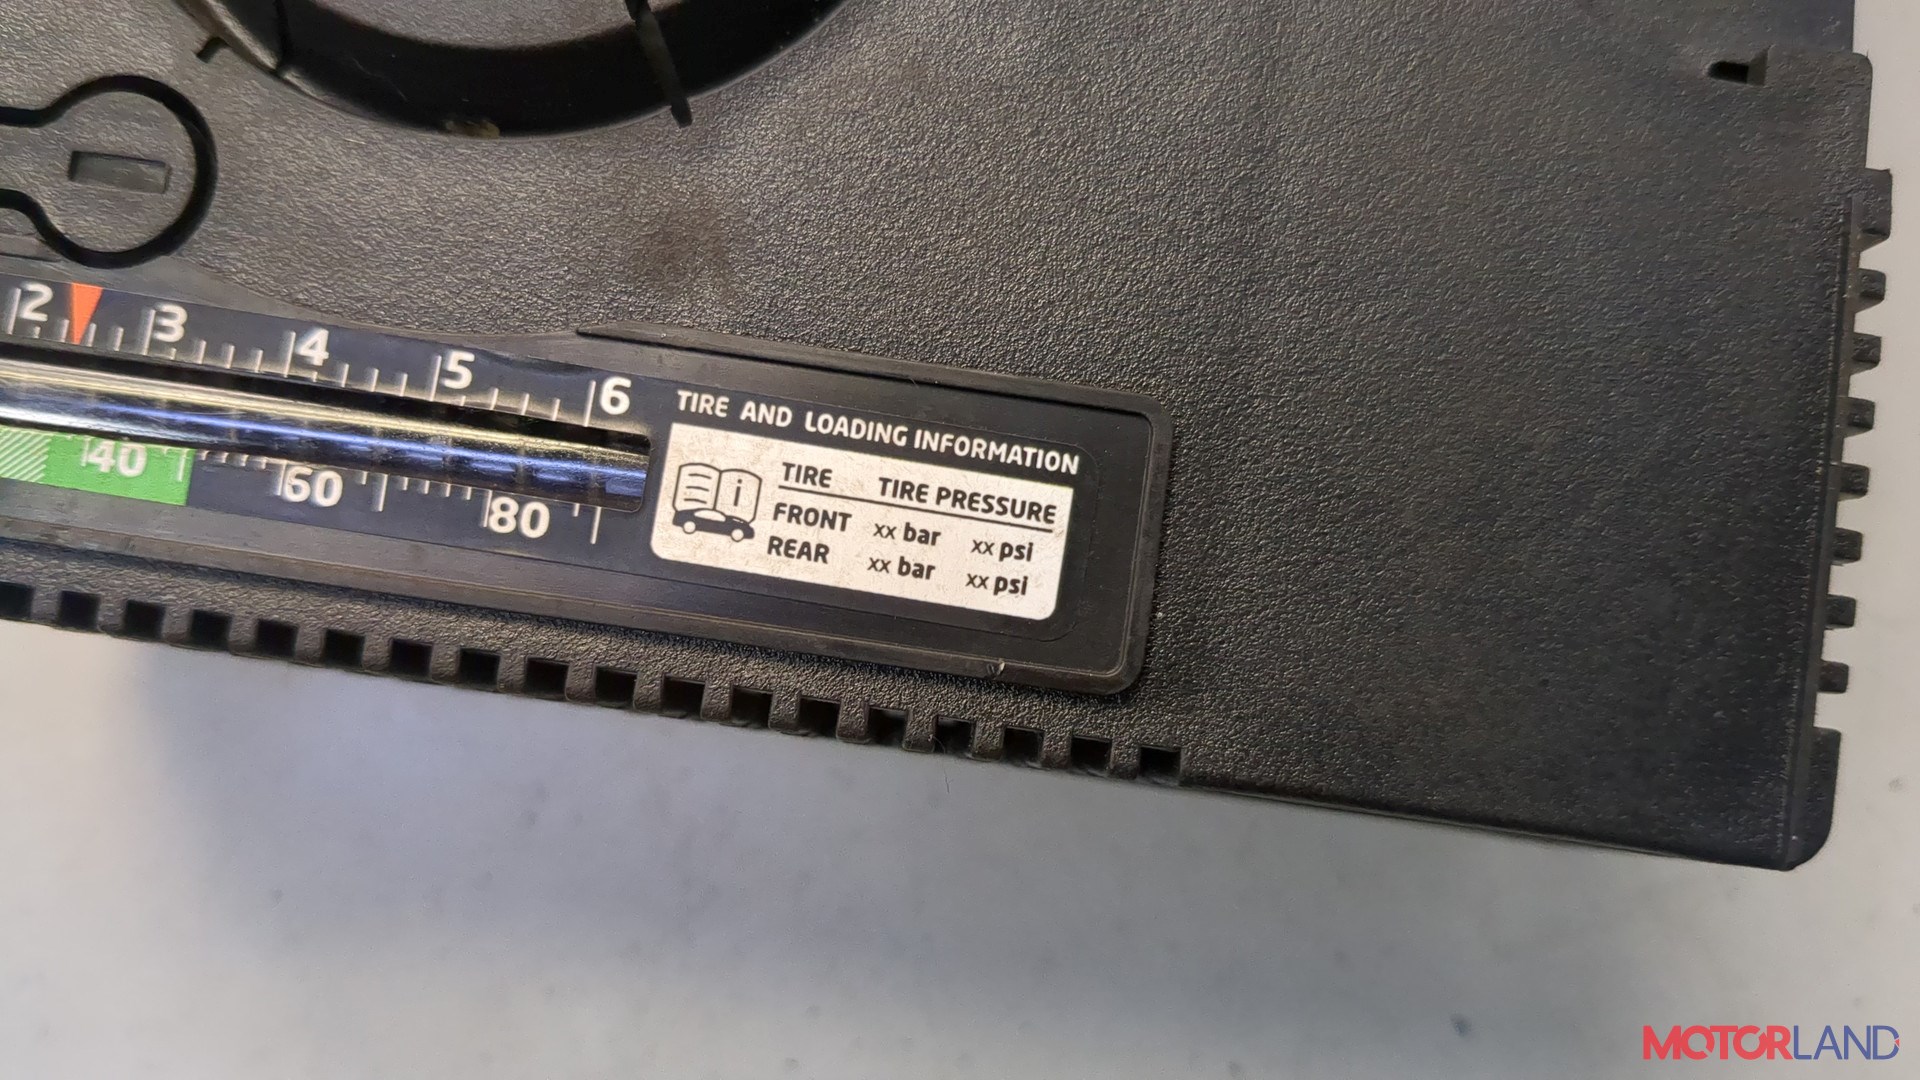 2 3 4 5 6
40 60 80
TIRE AND LOADING INFORMATION
i
TIRE TIRE PRESSURE
FRONT xx bar xx psi
REAR xx bar xx psi
MOTORLAND